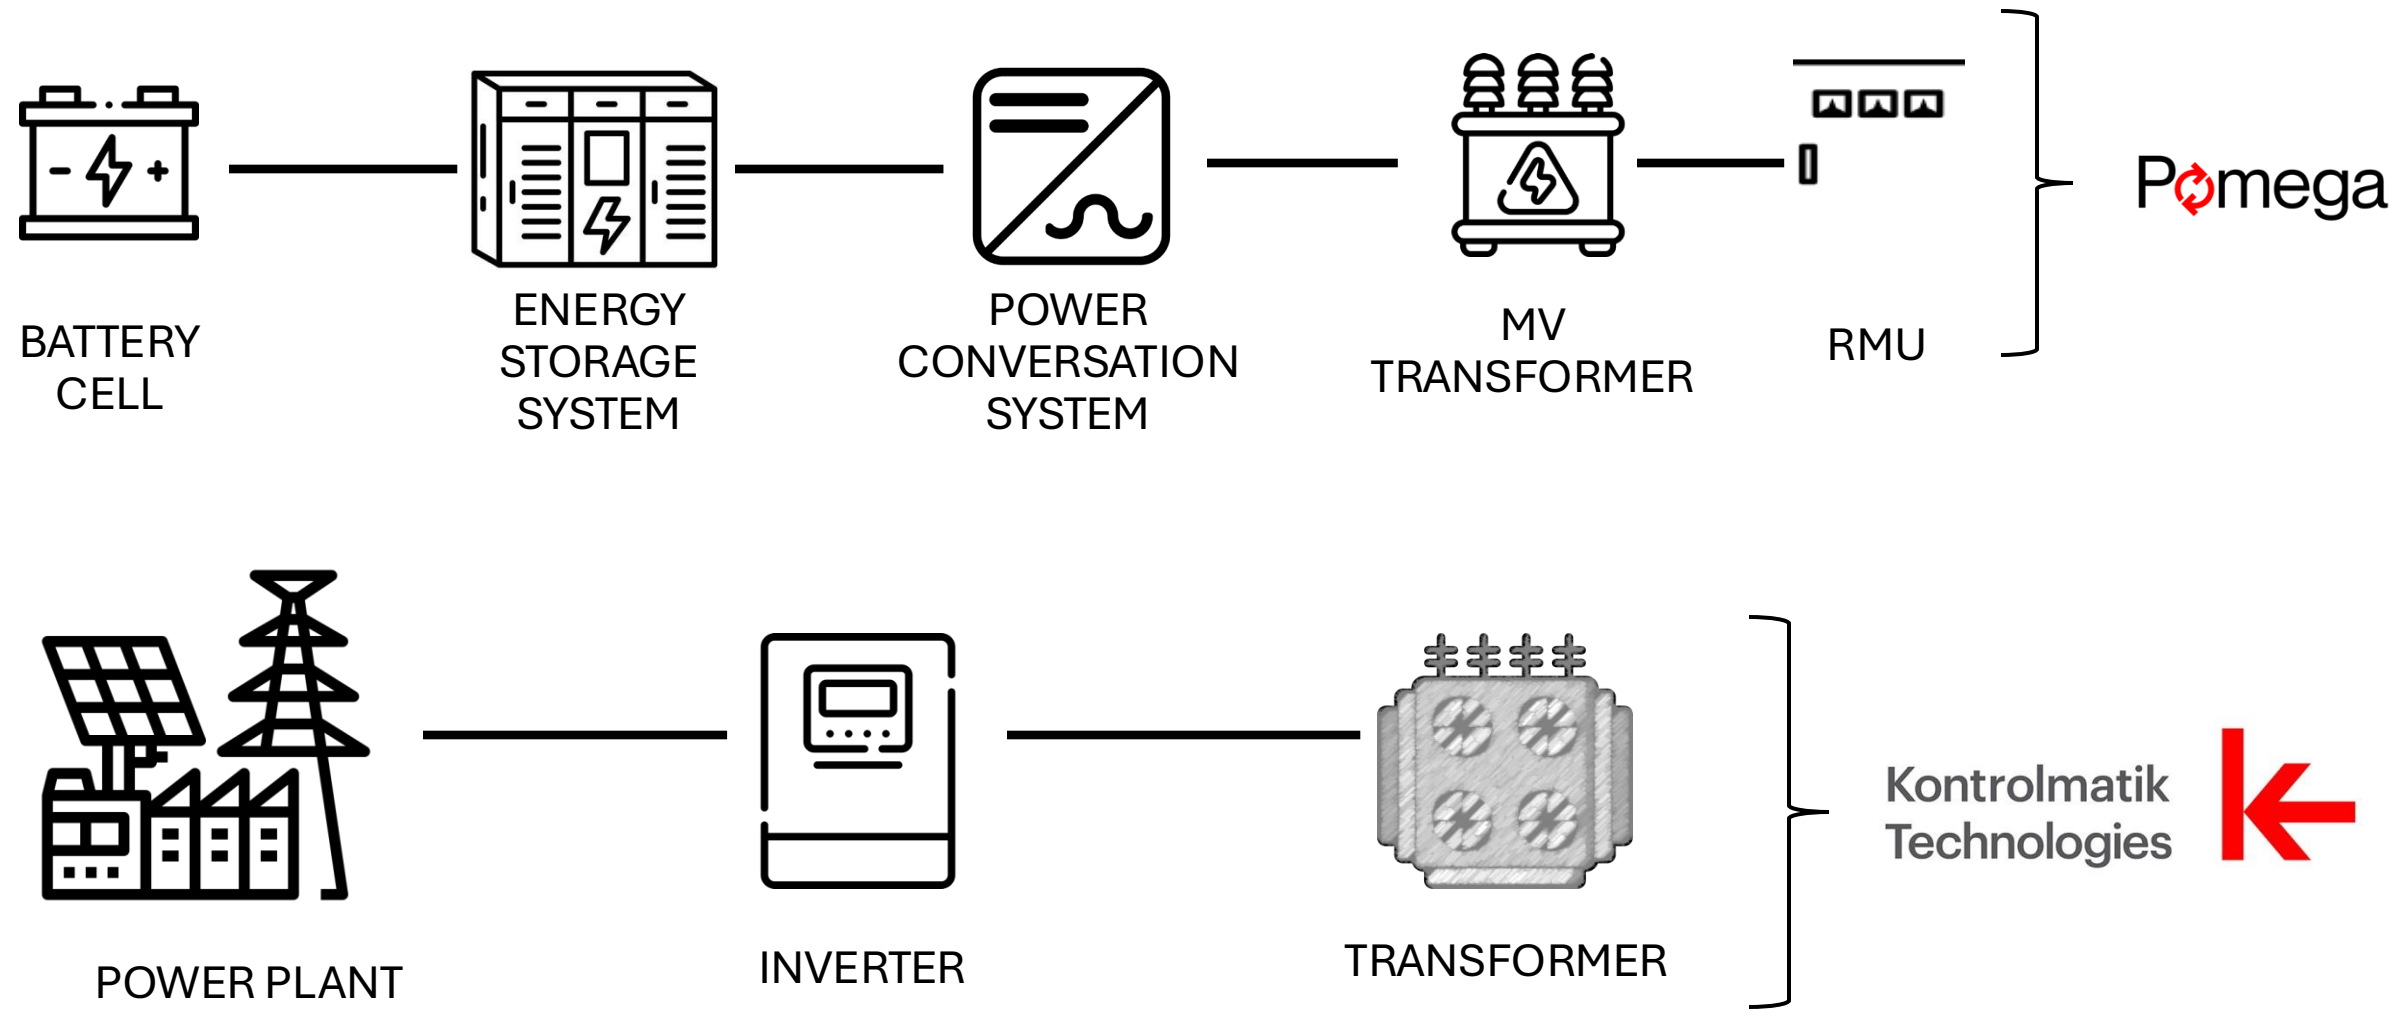 BATTERY
CELL
ENERGY
STORAGE
SYSTEM
POWER
CONVERSATION
SYSTEM
MV
TRANSFORMER
RMU
Pomega
POWER PLANT
INVERTER
TRANSFORMER
Kontrolmatik
Technologies